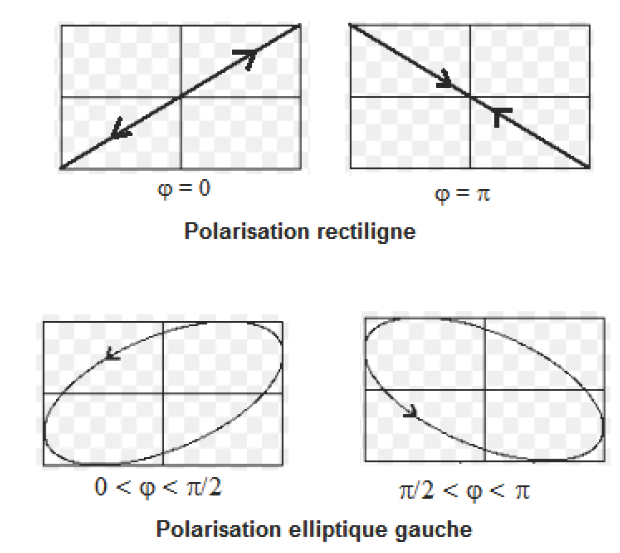 φ = 0
φ = π
Polarisation rectiligne
0 < φ < π/2
π/2 < φ < π
Polarisation elliptique gauche